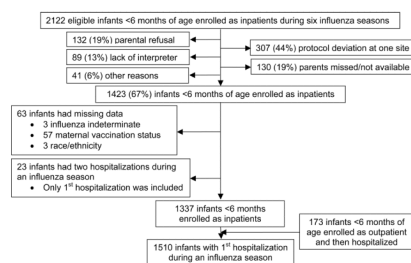 2122 eligible infants <6 months of age enrolled as inpatients during six influenza seasons
132 (19%) parental refusal
307 (44%) protocol deviation at one site
89 (13%) lack of interpreter
130 (19%) parents missed/not available
41 (6%) other reasons
1423 (67%) infants <6 months of age enrolled as inpatients
63 infants had missing data
• 3 influenza indeterminate
• 57 maternal vaccination status
• 3 race/ethnicity
23 infants had two hospitalizations during
an influenza season
• Only 1st hospitalization was included
1337 infants <6 months
enrolled as inpatients
173 infants <6 months of
age enrolled as outpatient
and then hospitalized
1510 infants with 1st hospitalization
during an influenza season